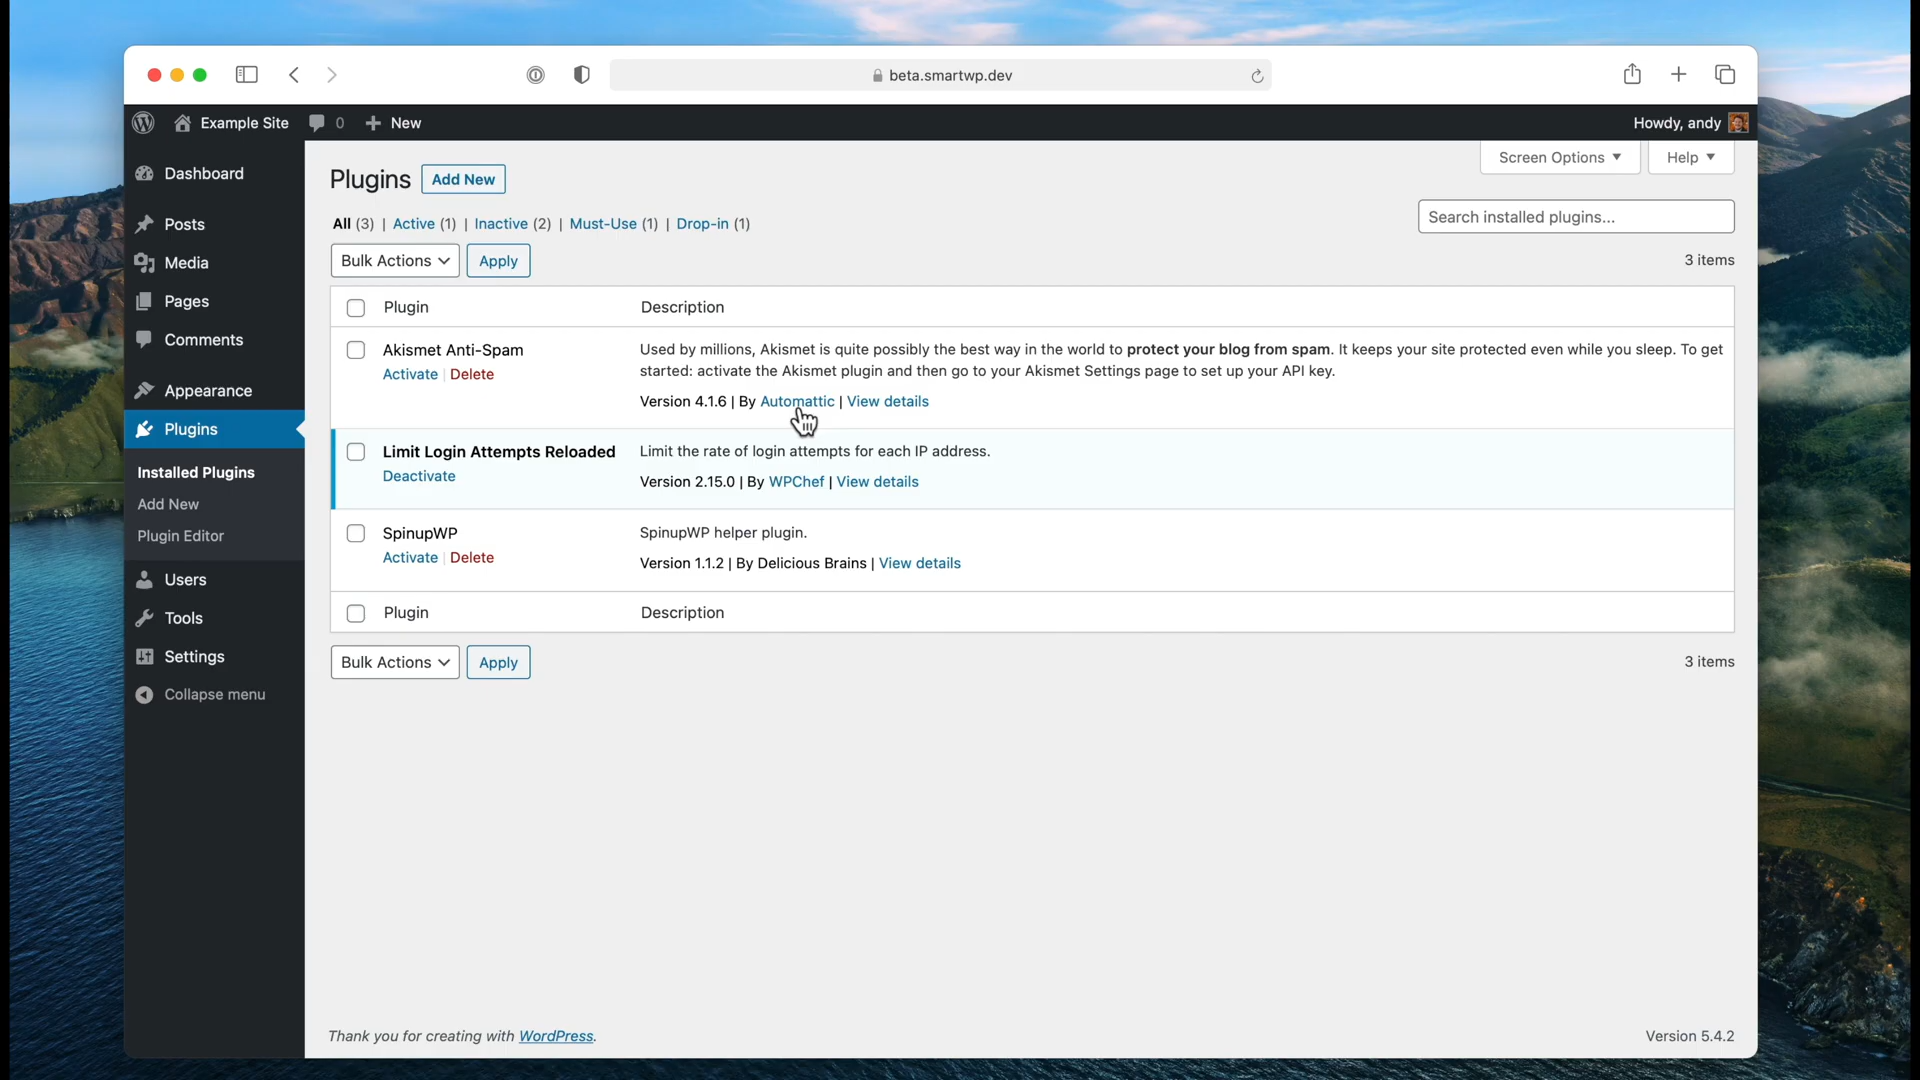 beta.smartwp.dev
Example Site 0 New Howdy, andy
Screen Options Help
Dashboard
Posts
Media
Pages
Comments
Appearance
Plugins
Installed Plugins
Add New
Plugin Editor
Users
Tools
Settings
Collapse menu
Plugins Add New
All (3) | Active (1) | Inactive (2) | Must-Use (1) | Drop-in (1)
Search installed plugins...
Bulk Actions Apply 3 items
Plugin Description
Akismet Anti-Spam
Activate | Delete
Used by millions, Akismet is quite possibly the best way in the world to protect your blog from spam. It keeps your site protected even while you sleep. To get
started: activate the Akismet plugin and then go to your Akismet Settings page to set up your API key.
Version 4.1.6 | By Automattic | View details
Limit Login Attempts Reloaded
Deactivate
Limit the rate of login attempts for each IP address.
Version 2.15.0 | By WPChef | View details
SpinupWP
Activate | Delete
SpinupWP helper plugin.
Version 1.1.2 | By Delicious Brains | View details
Plugin Description
Bulk Actions Apply 3 items
Thank you for creating with WordPress. Version 5.4.2